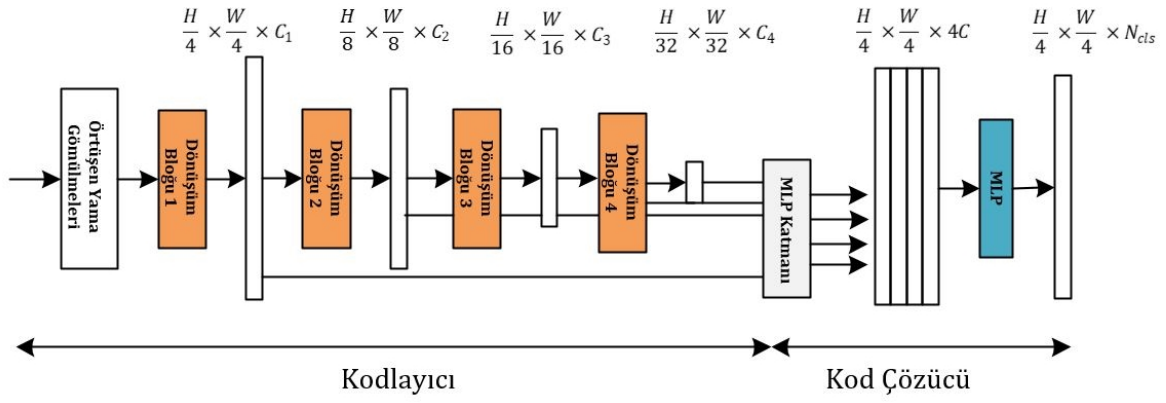 H/4 × W/4 × C₁
H/8 × W/8 × C₂
H/16 × W/16 × C₃
H/32 × W/32 × C₄
H/4 × W/4 × 4C
H/4 × W/4 × N_cls
Örtüşen Yama
Gömülmeleri
Dönüşüm
Bloğu 1
Dönüşüm
Bloğu 2
Dönüşüm
Bloğu 3
Dönüşüm
Bloğu 4
MLP Katmanı
MLP
Kodlayıcı
Kod Çözücü